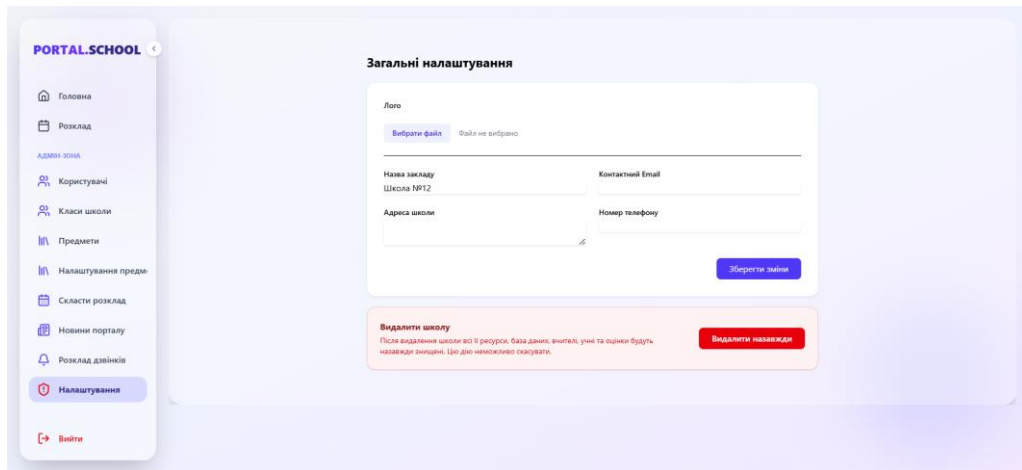 PORTAL.SCHOOL
Головна
Розклад
АДМІН-ЗОНА
Користувачі
Класи школи
Предмети
Налаштування предм
Скласти розклад
Новини порталу
Розклад дзвінків
Налаштування
Вийти
Загальні налаштування
Лого
Вибрати файл Файл не вибрано
Назва закладу
Школа №12
Контактний Email
Адреса школи
Номер телефону
Зберегти зміни
Видалити школу
Після видалення школи всі її ресурси, база даних, вчителі, учні та оцінки будуть
назавжди знищені. Цю дію неможливо скасувати.
Видалити назавжди